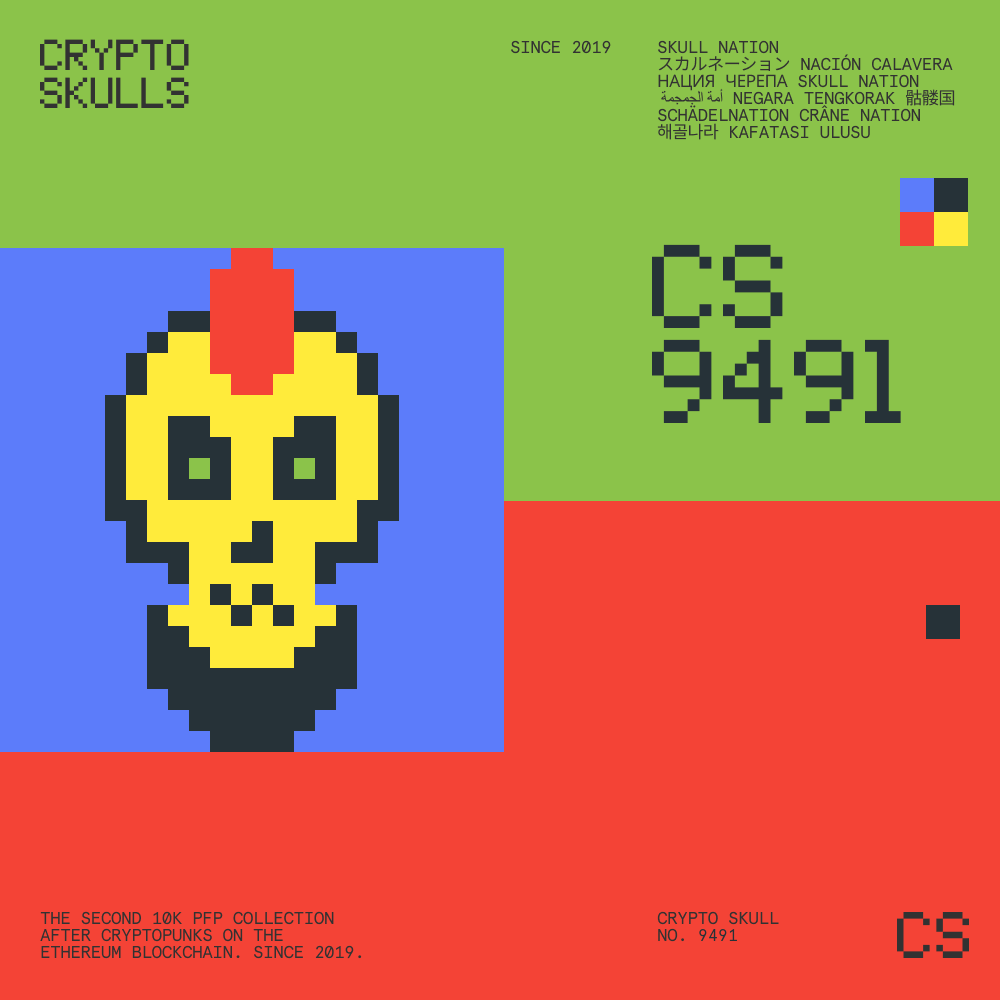 CRYPTO
SKULLS
SINCE 2019
SKULL NATION
スカルネーション NACIÓN CALAVERA
НАЦИЯ ЧЕРЕПА SKULL NATION
أمة الجمجمة NEGARA TENGKORAK 骷髅国
SCHÄDELNATION CRÂNE NATION
해골나라 KAFATASI ULUSU
CS
9491
THE SECOND 10K PFP COLLECTION
AFTER CRYPTOPUNKS ON THE
ETHEREUM BLOCKCHAIN. SINCE 2019.
CRYPTO SKULL
NO. 9491
CS